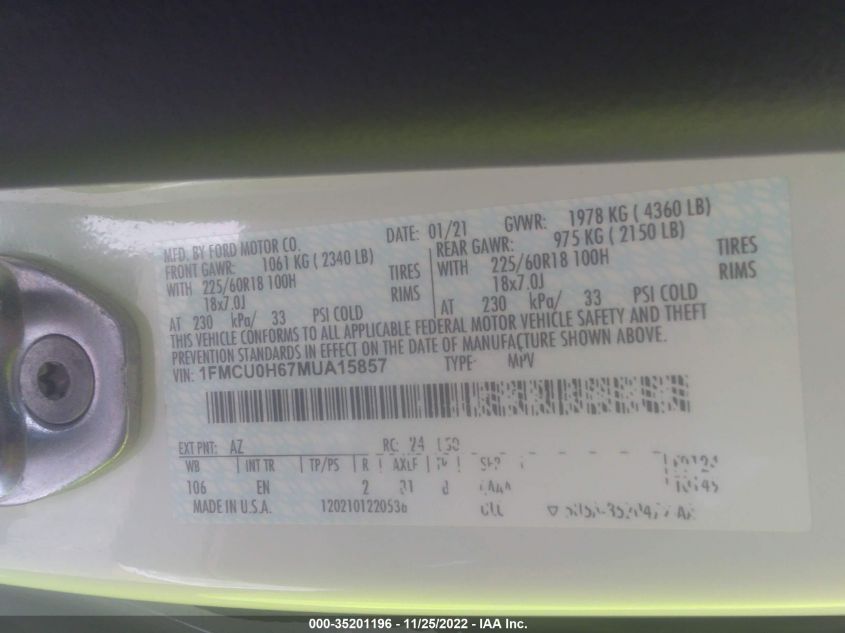 MFD. BY FORD MOTOR CO.
DATE: 01/21 GVWR: 1978 KG ( 4360 LB)
FRONT GAWR: 1061 KG ( 2340 LB) REAR GAWR: 975 KG ( 2150 LB)
WITH 225/60R18 100H TIRES WITH 225/60R18 100H TIRES
18x7.0J RIMS 18x7.0J RIMS
AT 230 kPa/ 33 PSI COLD AT 230 kPa/ 33 PSI COLD
THIS VEHICLE CONFORMS TO ALL APPLICABLE FEDERAL MOTOR VEHICLE SAFETY AND THEFT
PREVENTION STANDARDS IN EFFECT ON THE DATE OF MANUFACTURE SHOWN ABOVE.
VIN: 1FMCU0H67MUA15857 TYPE: MPV
EXT PNT: AZ RC: 24
WB INT TR TP/PS R AXLE
106 EN 2
MADE IN U.S.A.
000-35201196 - 11/25/2022 - IAA Inc.